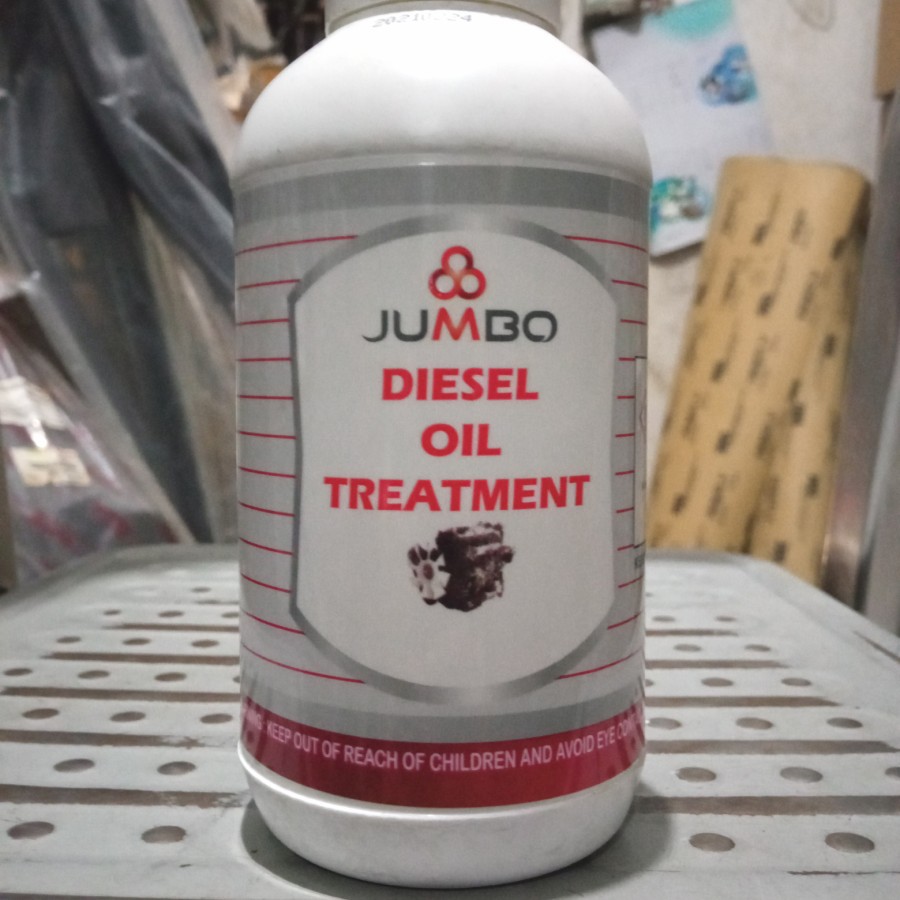 JUMBO
DIESEL
OIL
TREATMENT
KEEP OUT OF REACH OF CHILDREN AND AVOID EYE